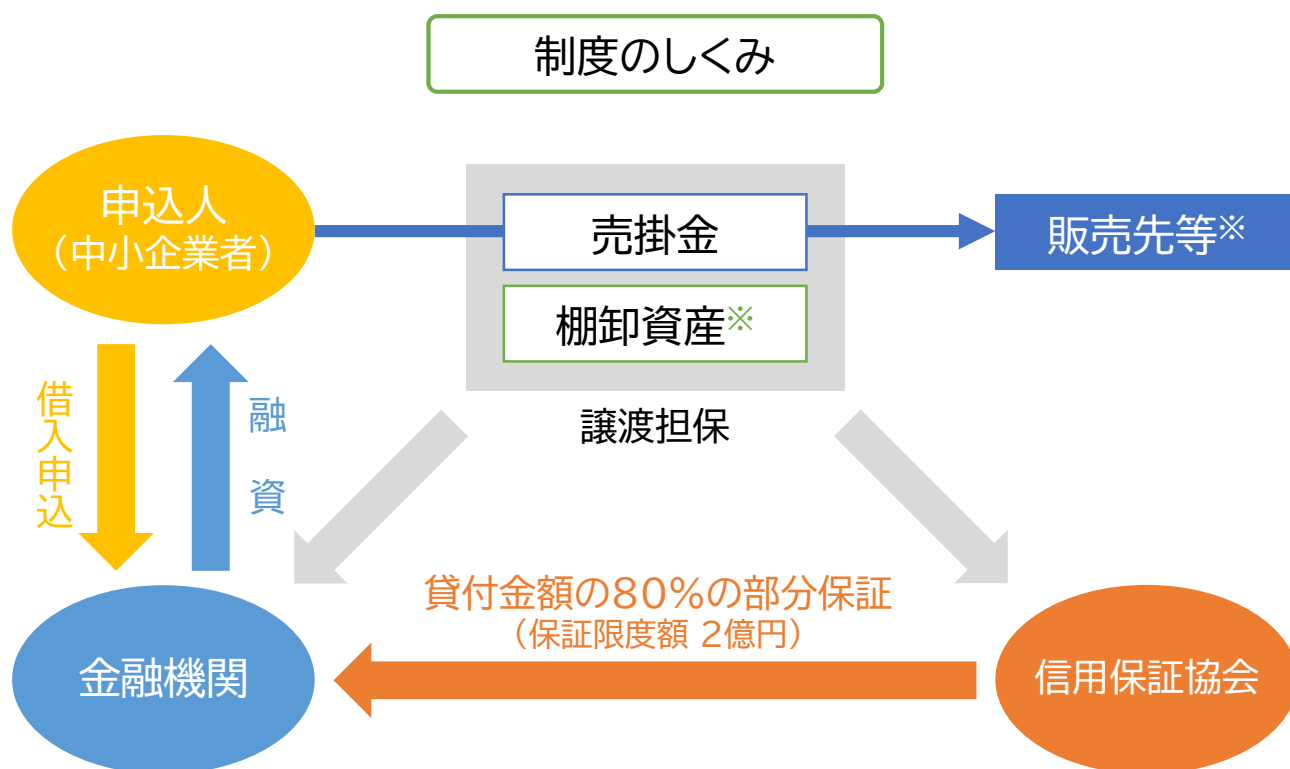 制度のしくみ
申込人
（中小企業者）
売掛金
販売先等※
棚卸資産※
譲渡担保
借入申込
融資
貸付金額の80%の部分保証
（保証限度額 2億円）
金融機関
信用保証協会